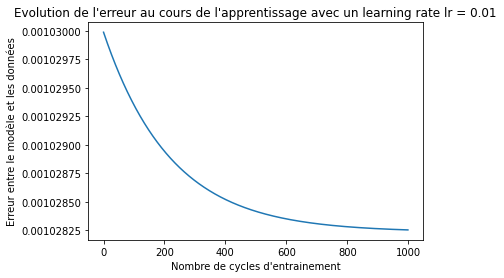 Evolution de l'erreur au cours de l'apprentissage avec un learning rate lr = 0.01
Erreur entre le modèle et les données
0.00103000
0.00102975
0.00102950
0.00102925
0.00102900
0.00102875
0.00102850
0.00102825
0 200 400 600 800 1000
Nombre de cycles d'entrainement